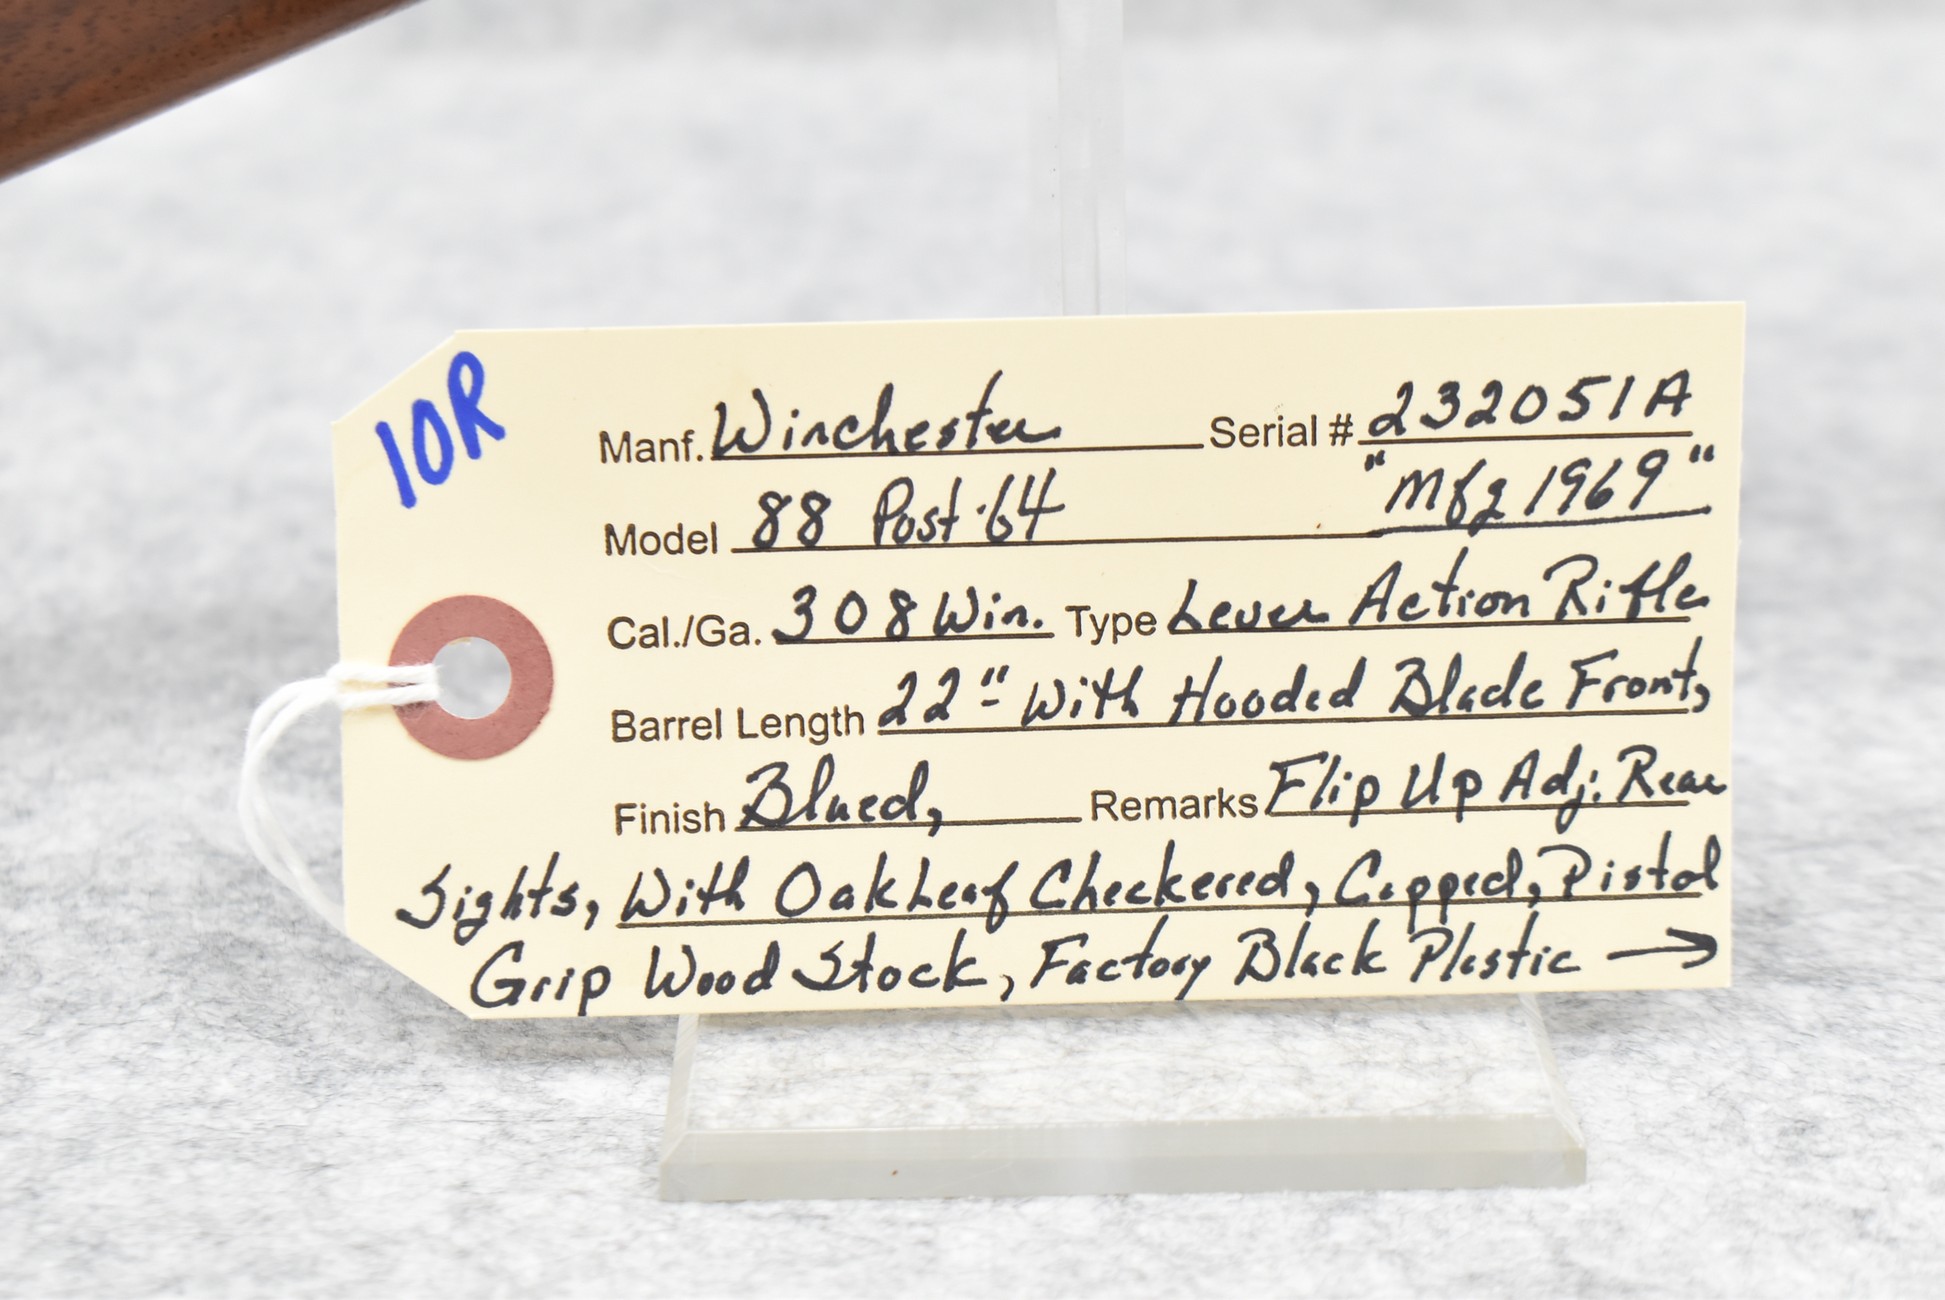 10R
Manf. Winchester Serial # 232051A
Model 88 Post-64 "Mfg 1969"
Cal./Ga. 308 Win. Type Lever Action Rifle
Barrel Length 22" With Hooded Blade Front,
Finish Blued, Remarks Flip Up Adj. Rear
Sights, With Oak Leaf Checkered, Capped, Pistol
Grip Wood Stock, Factory Black Plastic →